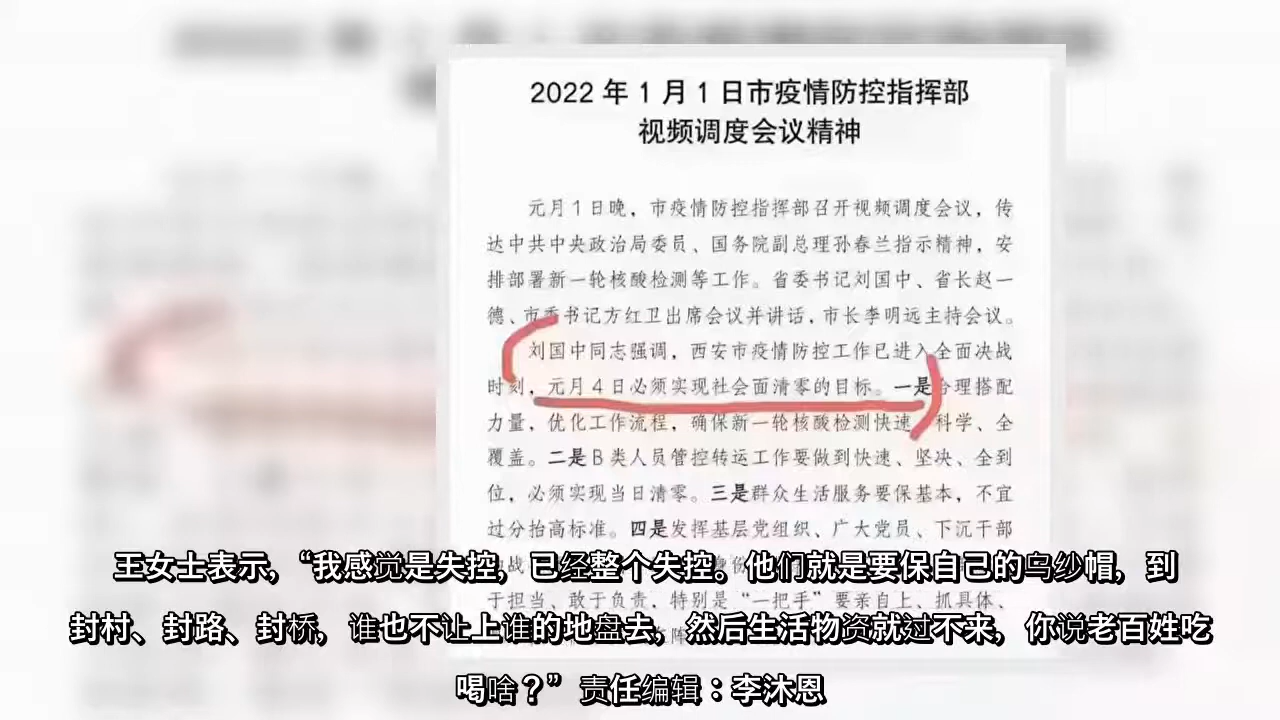 2022 年 1 月 1 日市疫情防控指挥部
视频调度会议精神
元月1日晚，市疫情防控指挥部召开视频调度会议，传
达中共中央政治局委员、国务院副总理孙春兰指示精神，安
排部署新一轮核酸检测等工作。省委书记刘国中、省长赵一
德、市委书记方红卫出席会议并讲话，市长李明远主持会议。
刘国中同志强调，西安市疫情防控工作已进入全面决战
时刻，元月4日必须实现社会面清零的目标。一是合理搭配
力量，优化工作流程，确保新一轮核酸检测快速、科学、全
覆盖。二是B类人员管控转运工作要做到快速、坚决、全到
位，必须实现当日清零。三是群众生活服务要保基本，不宜
过分抬高标准。四是发挥基层党组织、广大党员、下沉干部
王女士表示，“我感觉是失控，已经整个失控。他们就是要保自己的乌纱帽，到
于担当、敢于负责，特别是“一把手”要亲自上、抓具体、
封村、封路、封桥，谁也不让上谁的地盘去，然后生活物资就过不来，你说老百姓吃
喝啥？” 责任编辑：李沐恩